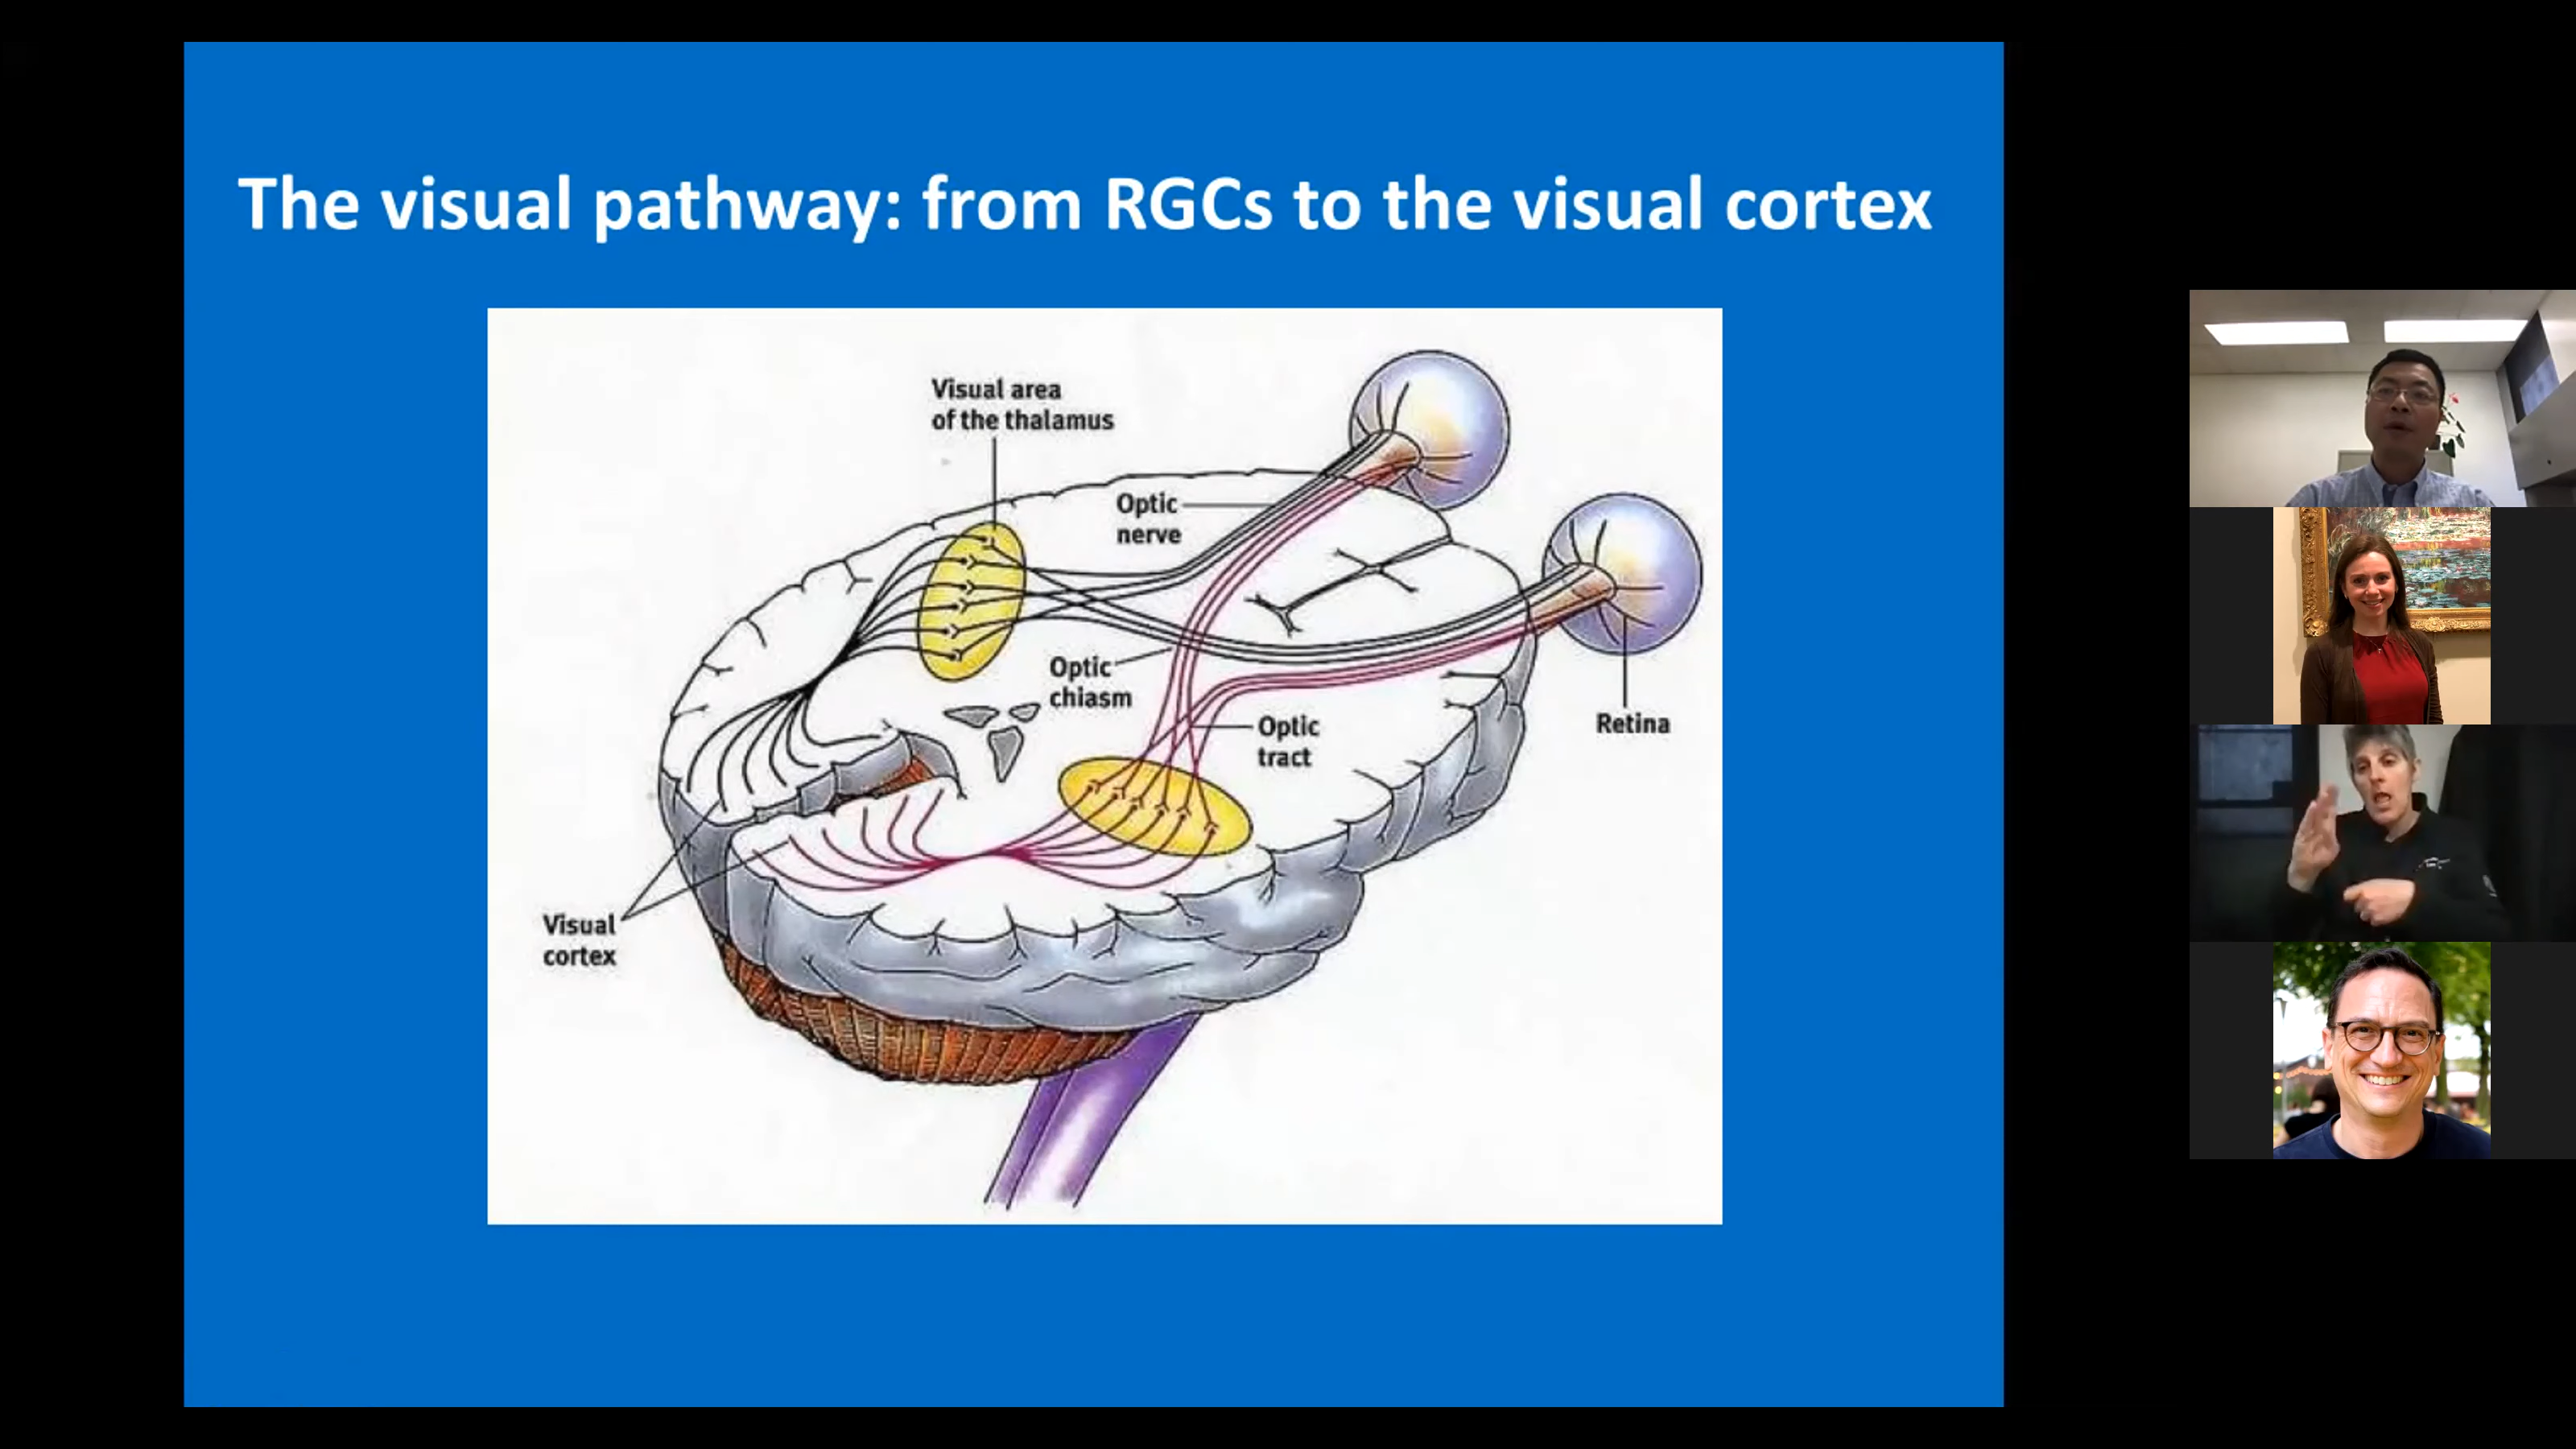 The visual pathway: from RGCs to the visual cortex
Visual area
of the thalamus
Optic
nerve
Optic
chiasm
Optic
tract
Retina
Visual
cortex